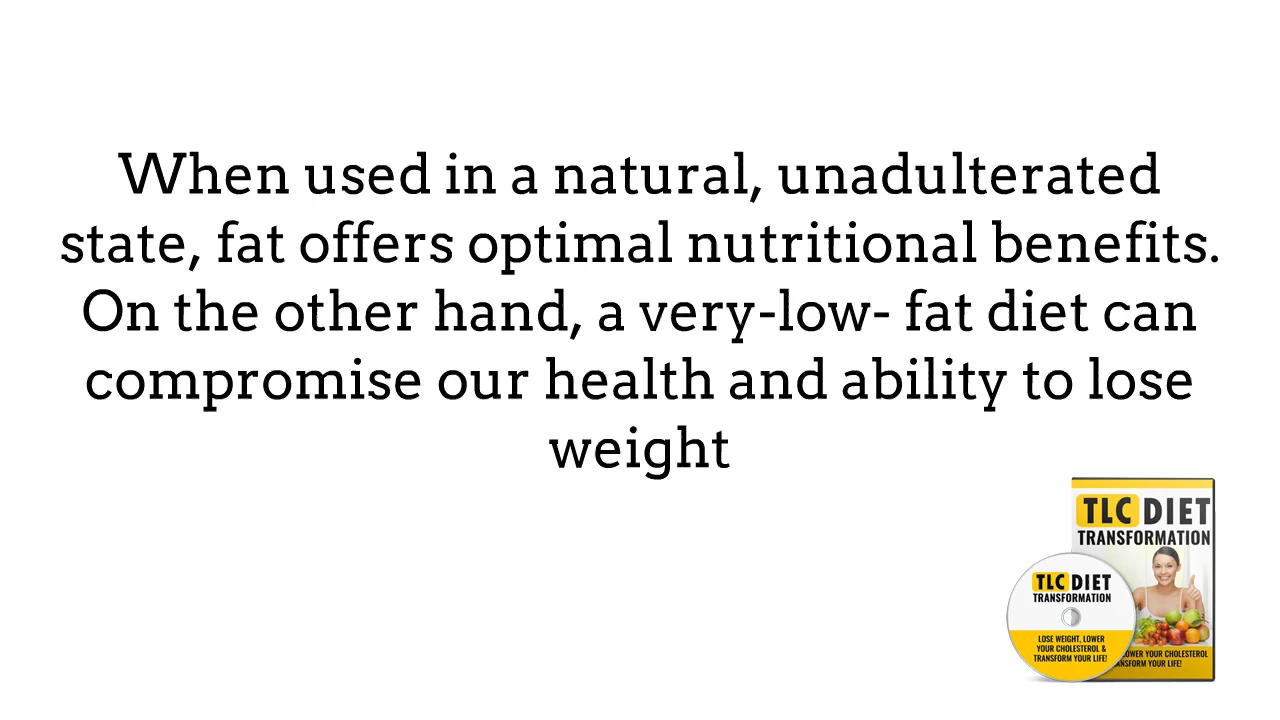 When used in a natural, unadulterated
state, fat offers optimal nutritional benefits.
On the other hand, a very-low- fat diet can
compromise our health and ability to lose
weight
TLC DIET
TRANSFORMATION
TLC DIET
TRANSFORMATION
LOSE WEIGHT, LOWER
YOUR CHOLESTEROL &
TRANSFORM YOUR LIFE!
LOWER YOUR CHOLESTEROL
YOUR LIFE!